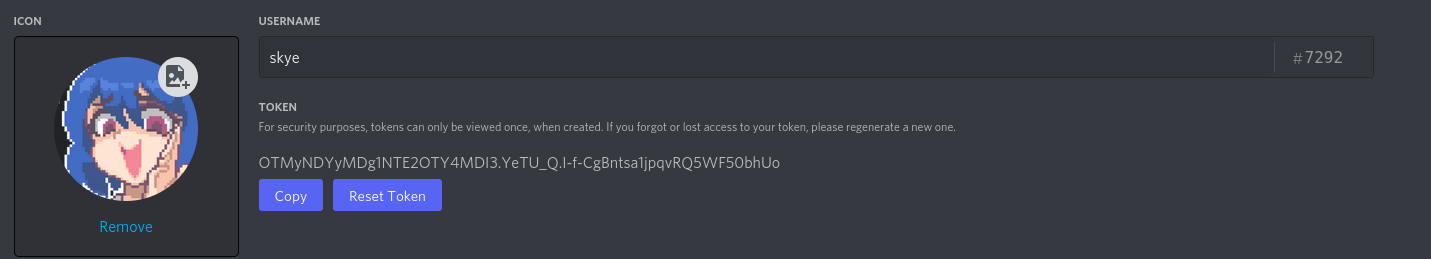 ICON
USERNAME
skye
#7292
TOKEN
For security purposes, tokens can only be viewed once, when created. If you forgot or lost access to your token, please regenerate a new one.
OTMyNDYyMDg1NTE2OTY4MDI3.YeTU_Q.I-f-CgBntsa1jpqvRQ5WF50bhUo
Copy
Reset Token
Remove